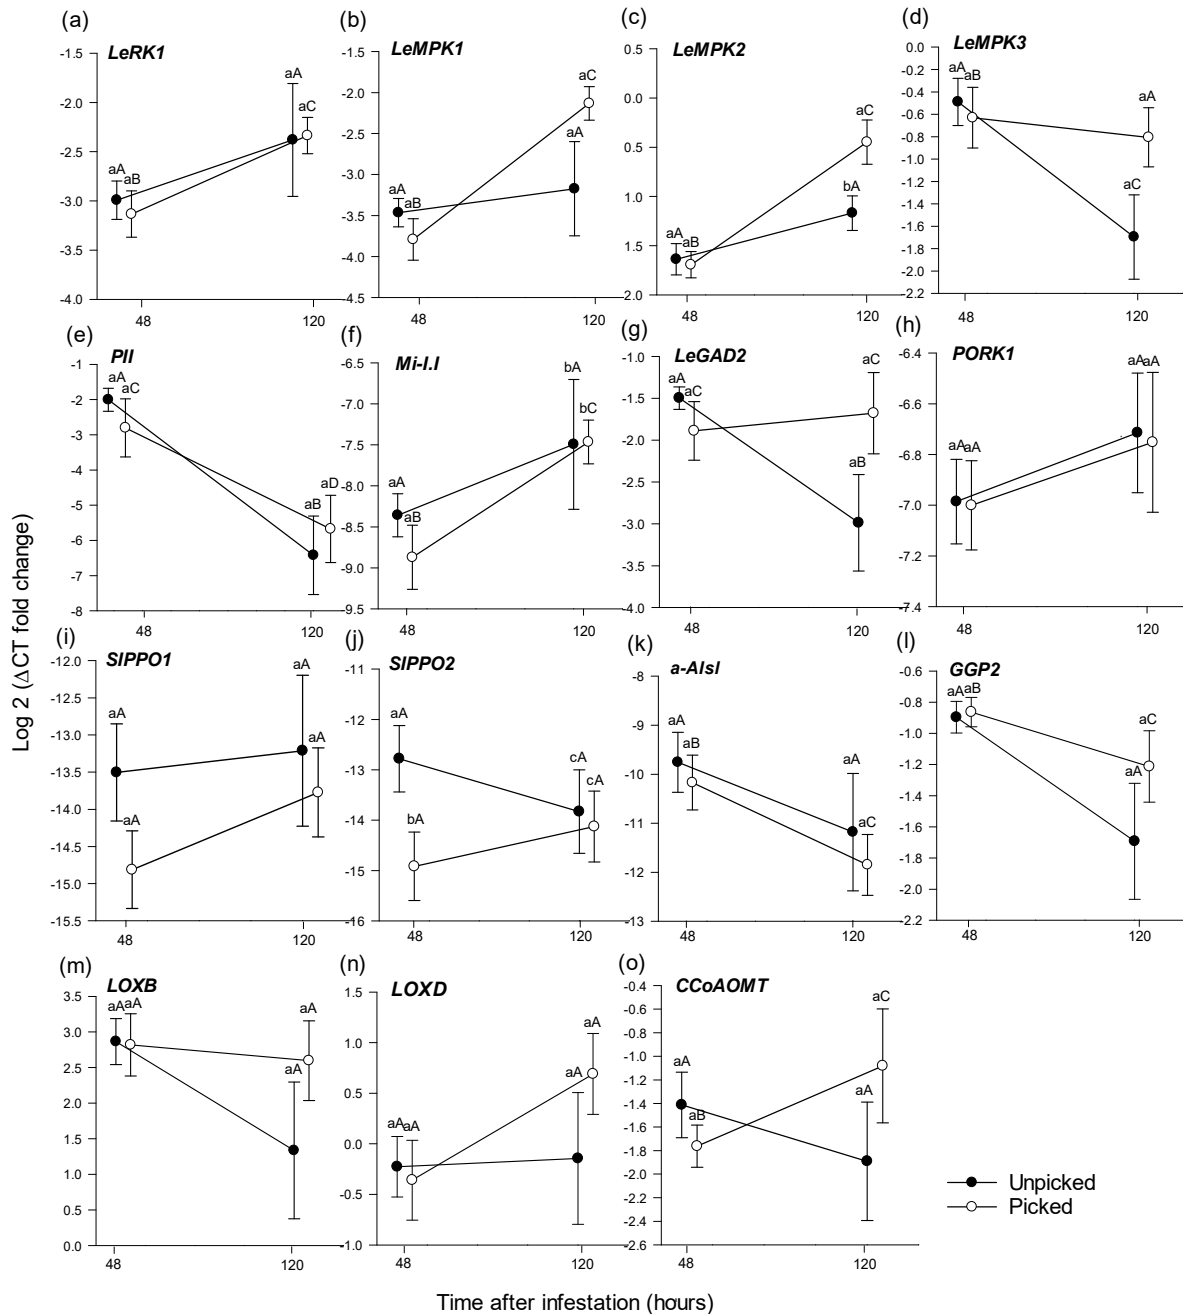 (a)
LeRK1
-1.5
-2.0
-2.5
-3.0
-3.5
-4.0
aA
aB
aA
aC
48
120
(b)
LeMPK1
-1.5
-2.0
-2.5
-3.0
-3.5
-4.0
-4.5
aA
aB
aC
aA
48
120
(c)
LeMPK2
0.5
0.0
0.5
1.0
1.5
2.0
aA
aB
aC
bA
48
120
(d)
LeMPK3
0.0
-0.2
-0.4
-0.6
-0.8
-1.0
-1.2
-1.4
-1.6
-1.8
-2.0
-2.2
aA
aB
aA
aC
48
120
(e)
PII
-1
-2
-3
-4
-5
-6
-7
-8
aA
aC
aB
aD
48
120
(f)
Mi-I.I
-7.0
-7.5
-8.0
-8.5
-9.0
-9.5
aA
aB
bA
bC
48
120
(g)
LeGAD2
-1.0
-1.5
-2.0
-2.5
-3.0
-3.5
-4.0
aA
aC
aC
aB
48
120
(h)
PORK1
-6.4
-6.6
-6.8
-7.0
-7.2
-7.4
aA
aA
aA
aA
48
120
(i)
SlPPO1
-12.0
-12.5
-13.0
-13.5
-14.0
-14.5
-15.0
-15.5
aA
aA
aA
aA
48
120
(j)
SlPPO2
-11
-12
-13
-14
-15
-16
aA
bA
cA
cA
48
120
(k)
a-AIsI
-8
-9
-10
-11
-12
-13
aA
aB
aA
aC
48
120
(l)
GGP2
-0.6
-0.8
-1.0
-1.2
-1.4
-1.6
-1.8
-2.0
-2.2
aA
aB
aC
aA
48
120
(m)
LOXB
3.5
3.0
2.5
2.0
1.5
1.0
0.5
0.0
aA
aA
aA
aA
48
120
(n)
LOXD
1.5
1.0
0.5
0.0
-0.5
-1.0
aA
aA
aA
aA
48
120
(o)
CCoAOMT
-0.4
-0.6
-0.8
-1.0
-1.2
-1.4
-1.6
-1.8
-2.0
-2.2
-2.4
-2.6
aA
aB
aC
aA
48
120
Unpicked
Picked
Log 2 (ΔCT fold change)
Time after infestation (hours)